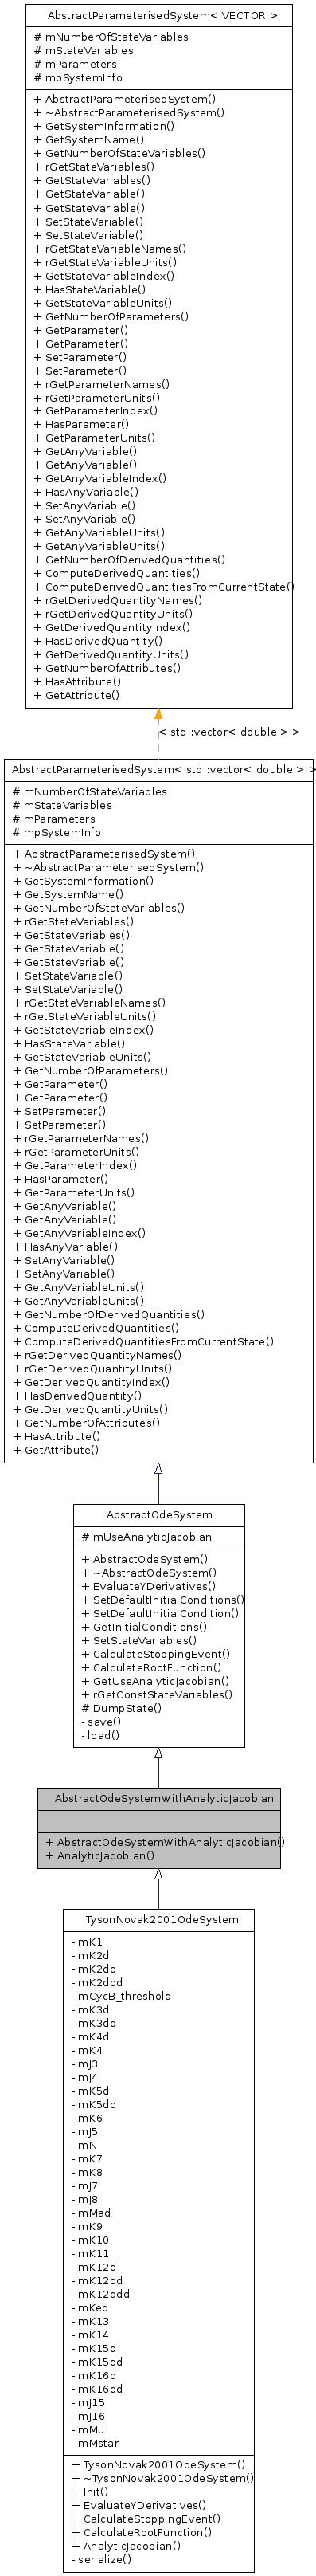 AbstractParameterisedSystem< VECTOR >
# mNumberOfStateVariables
# mStateVariables
# mParameters
# mpSystemInfo
+ AbstractParameterisedSystem()
+ ~AbstractParameterisedSystem()
+ GetSystemInformation()
+ GetSystemName()
+ GetNumberOfStateVariables()
+ rGetStateVariables()
+ GetStateVariables()
+ GetStateVariable()
+ GetStateVariable()
+ SetStateVariable()
+ SetStateVariable()
+ rGetStateVariableNames()
+ rGetStateVariableUnits()
+ GetStateVariableIndex()
+ HasStateVariable()
+ GetStateVariableUnits()
+ GetNumberOfParameters()
+ GetParameter()
+ GetParameter()
+ SetParameter()
+ SetParameter()
+ rGetParameterNames()
+ rGetParameterUnits()
+ GetParameterIndex()
+ HasParameter()
+ GetParameterUnits()
+ GetAnyVariable()
+ GetAnyVariable()
+ GetAnyVariableIndex()
+ HasAnyVariable()
+ SetAnyVariable()
+ SetAnyVariable()
+ GetAnyVariableUnits()
+ GetAnyVariableUnits()
+ GetNumberOfDerivedQuantities()
+ ComputeDerivedQuantities()
+ ComputeDerivedQuantitiesFromCurrentState()
+ rGetDerivedQuantityNames()
+ rGetDerivedQuantityUnits()
+ GetDerivedQuantityIndex()
+ HasDerivedQuantity()
+ GetDerivedQuantityUnits()
+ GetNumberOfAttributes()
+ HasAttribute()
+ GetAttribute()
< std::vector< double > >
AbstractParameterisedSystem< std::vector< double > >
# mNumberOfStateVariables
# mStateVariables
# mParameters
# mpSystemInfo
+ AbstractParameterisedSystem()
+ ~AbstractParameterisedSystem()
+ GetSystemInformation()
+ GetSystemName()
+ GetNumberOfStateVariables()
+ rGetStateVariables()
+ GetStateVariables()
+ GetStateVariable()
+ GetStateVariable()
+ SetStateVariable()
+ SetStateVariable()
+ rGetStateVariableNames()
+ rGetStateVariableUnits()
+ GetStateVariableIndex()
+ HasStateVariable()
+ GetStateVariableUnits()
+ GetNumberOfParameters()
+ GetParameter()
+ GetParameter()
+ SetParameter()
+ SetParameter()
+ rGetParameterNames()
+ rGetParameterUnits()
+ GetParameterIndex()
+ HasParameter()
+ GetParameterUnits()
+ GetAnyVariable()
+ GetAnyVariable()
+ GetAnyVariableIndex()
+ HasAnyVariable()
+ SetAnyVariable()
+ SetAnyVariable()
+ GetAnyVariableUnits()
+ GetAnyVariableUnits()
+ GetNumberOfDerivedQuantities()
+ ComputeDerivedQuantities()
+ ComputeDerivedQuantitiesFromCurrentState()
+ rGetDerivedQuantityNames()
+ rGetDerivedQuantityUnits()
+ GetDerivedQuantityIndex()
+ HasDerivedQuantity()
+ GetDerivedQuantityUnits()
+ GetNumberOfAttributes()
+ HasAttribute()
+ GetAttribute()
AbstractOdeSystem
# mUseAnalyticJacobian
+ AbstractOdeSystem()
+ ~AbstractOdeSystem()
+ EvaluateYDerivatives()
+ SetDefaultInitialConditions()
+ SetDefaultInitialCondition()
+ GetInitialConditions()
+ SetStateVariables()
+ CalculateStoppingEvent()
+ CalculateRootFunction()
+ GetUseAnalyticJacobian()
+ rGetConstStateVariables()
# DumpState()
- save()
- load()
AbstractOdeSystemWithAnalyticJacobian
+ AbstractOdeSystemWithAnalyticJacobian()
+ AnalyticJacobian()
TysonNovak2001OdeSystem
- mK1
- mK2d
- mK2dd
- mK2ddd
- mCycB_threshold
- mK3d
- mK3dd
- mK4d
- mK4
- mJ3
- mJ4
- mK5d
- mK5dd
- mK6
- mJ5
- mN
- mK7
- mK8
- mJ7
- mJ8
- mMad
- mK9
- mK10
- mK11
- mK12d
- mK12dd
- mK12ddd
- mKeq
- mK13
- mK14
- mK15d
- mK15dd
- mK16d
- mK16dd
- mJ15
- mJ16
- mMu
- mMstar
+ TysonNovak2001OdeSystem()
+ ~TysonNovak2001OdeSystem()
+ Init()
+ EvaluateYDerivatives()
+ CalculateStoppingEvent()
+ CalculateRootFunction()
+ AnalyticJacobian()
- serialize()